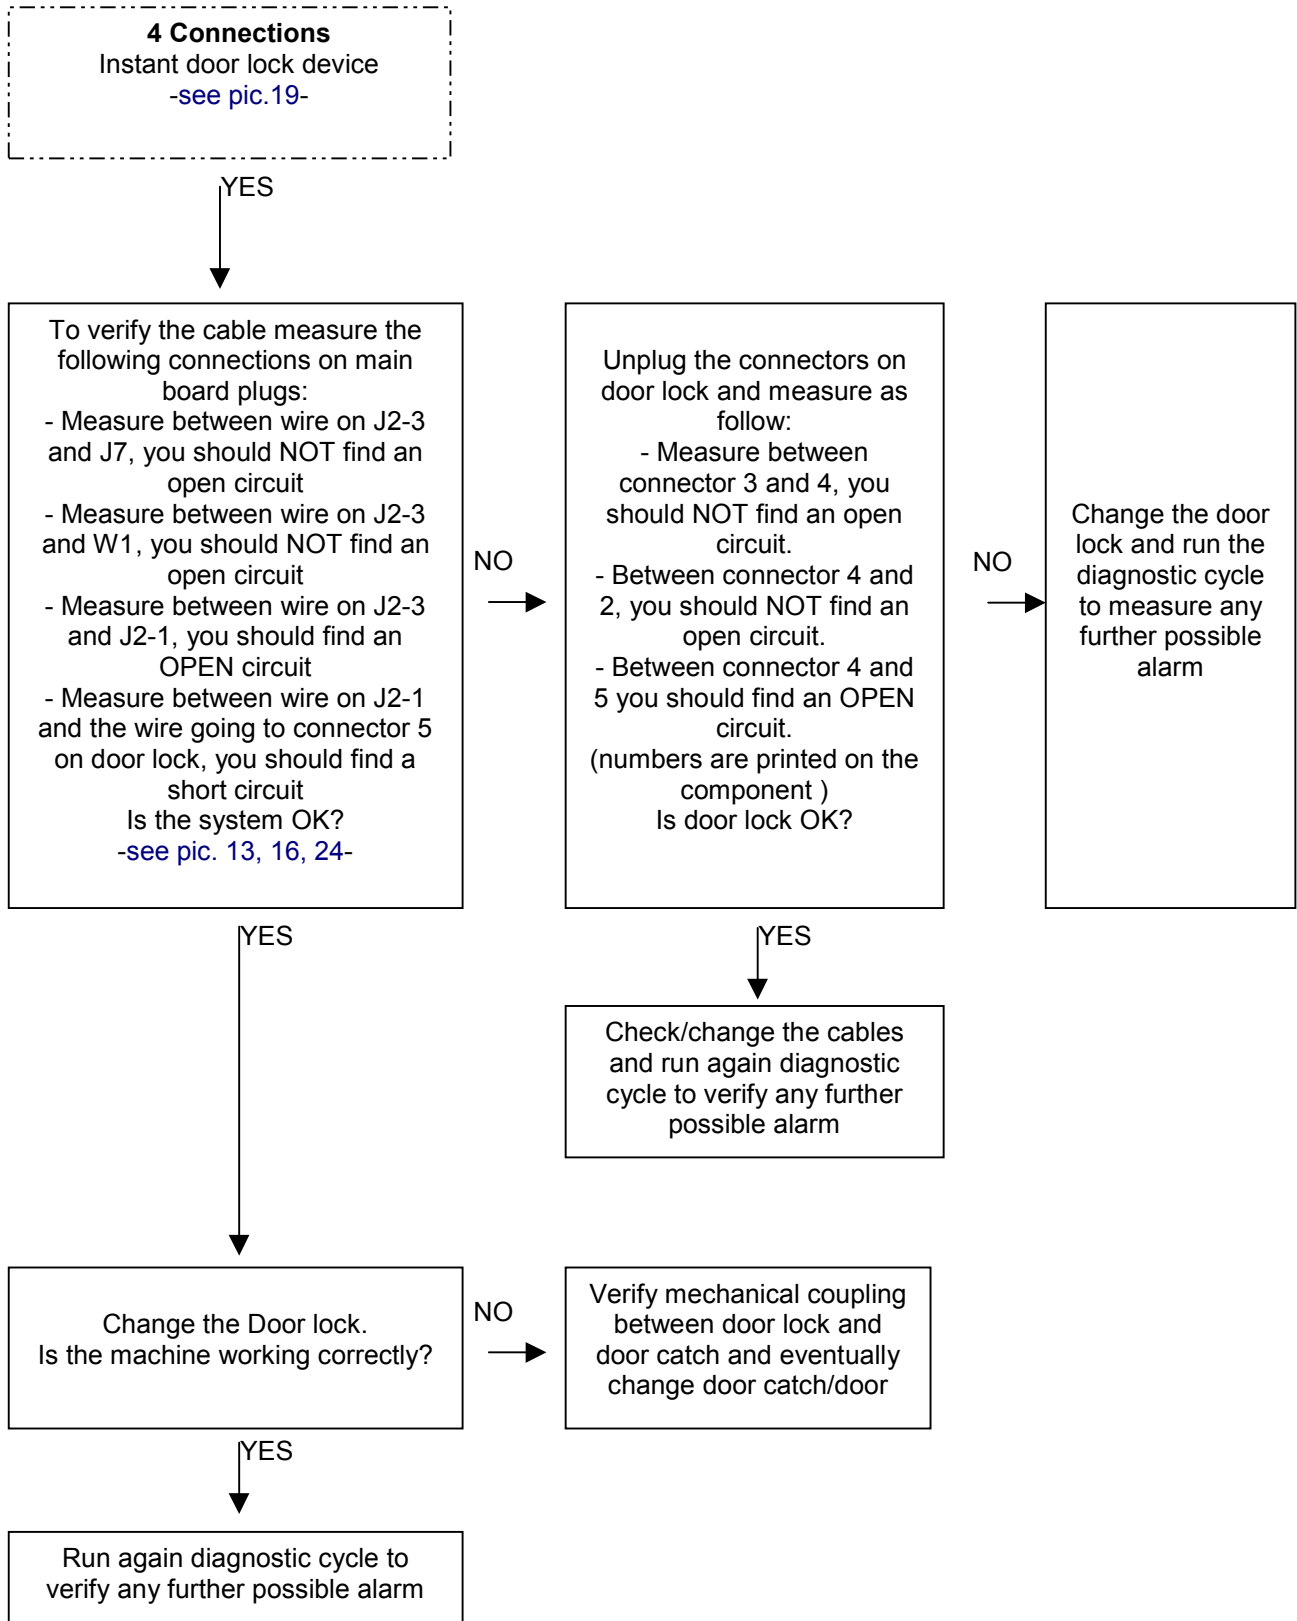 4 Connections
Instant door lock device
-see pic.19-
YES
To verify the cable measure the
following connections on main
board plugs:
- Measure between wire on J2-3
and J7, you should NOT find an
open circuit
- Measure between wire on J2-3
and W1, you should NOT find an
open circuit
- Measure between wire on J2-3
and J2-1, you should find an
OPEN circuit
- Measure between wire on J2-1
and the wire going to connector 5
on door lock, you should find a
short circuit
Is the system OK?
-see pic. 13, 16, 24-
NO
Unplug the connectors on
door lock and measure as
follow:
- Measure between
connector 3 and 4, you
should NOT find an open
circuit.
- Between connector 4 and
2, you should NOT find an
open circuit.
- Between connector 4 and
5 you should find an OPEN
circuit.
(numbers are printed on the
component )
Is door lock OK?
NO
Change the door
lock and run the
diagnostic cycle
to measure any
further possible
alarm
YES
YES
Check/change the cables
and run again diagnostic
cycle to verify any further
possible alarm
Change the Door lock.
Is the machine working correctly?
NO
Verify mechanical coupling
between door lock and
door catch and eventually
change door catch/door
YES
Run again diagnostic cycle to
verify any further possible alarm